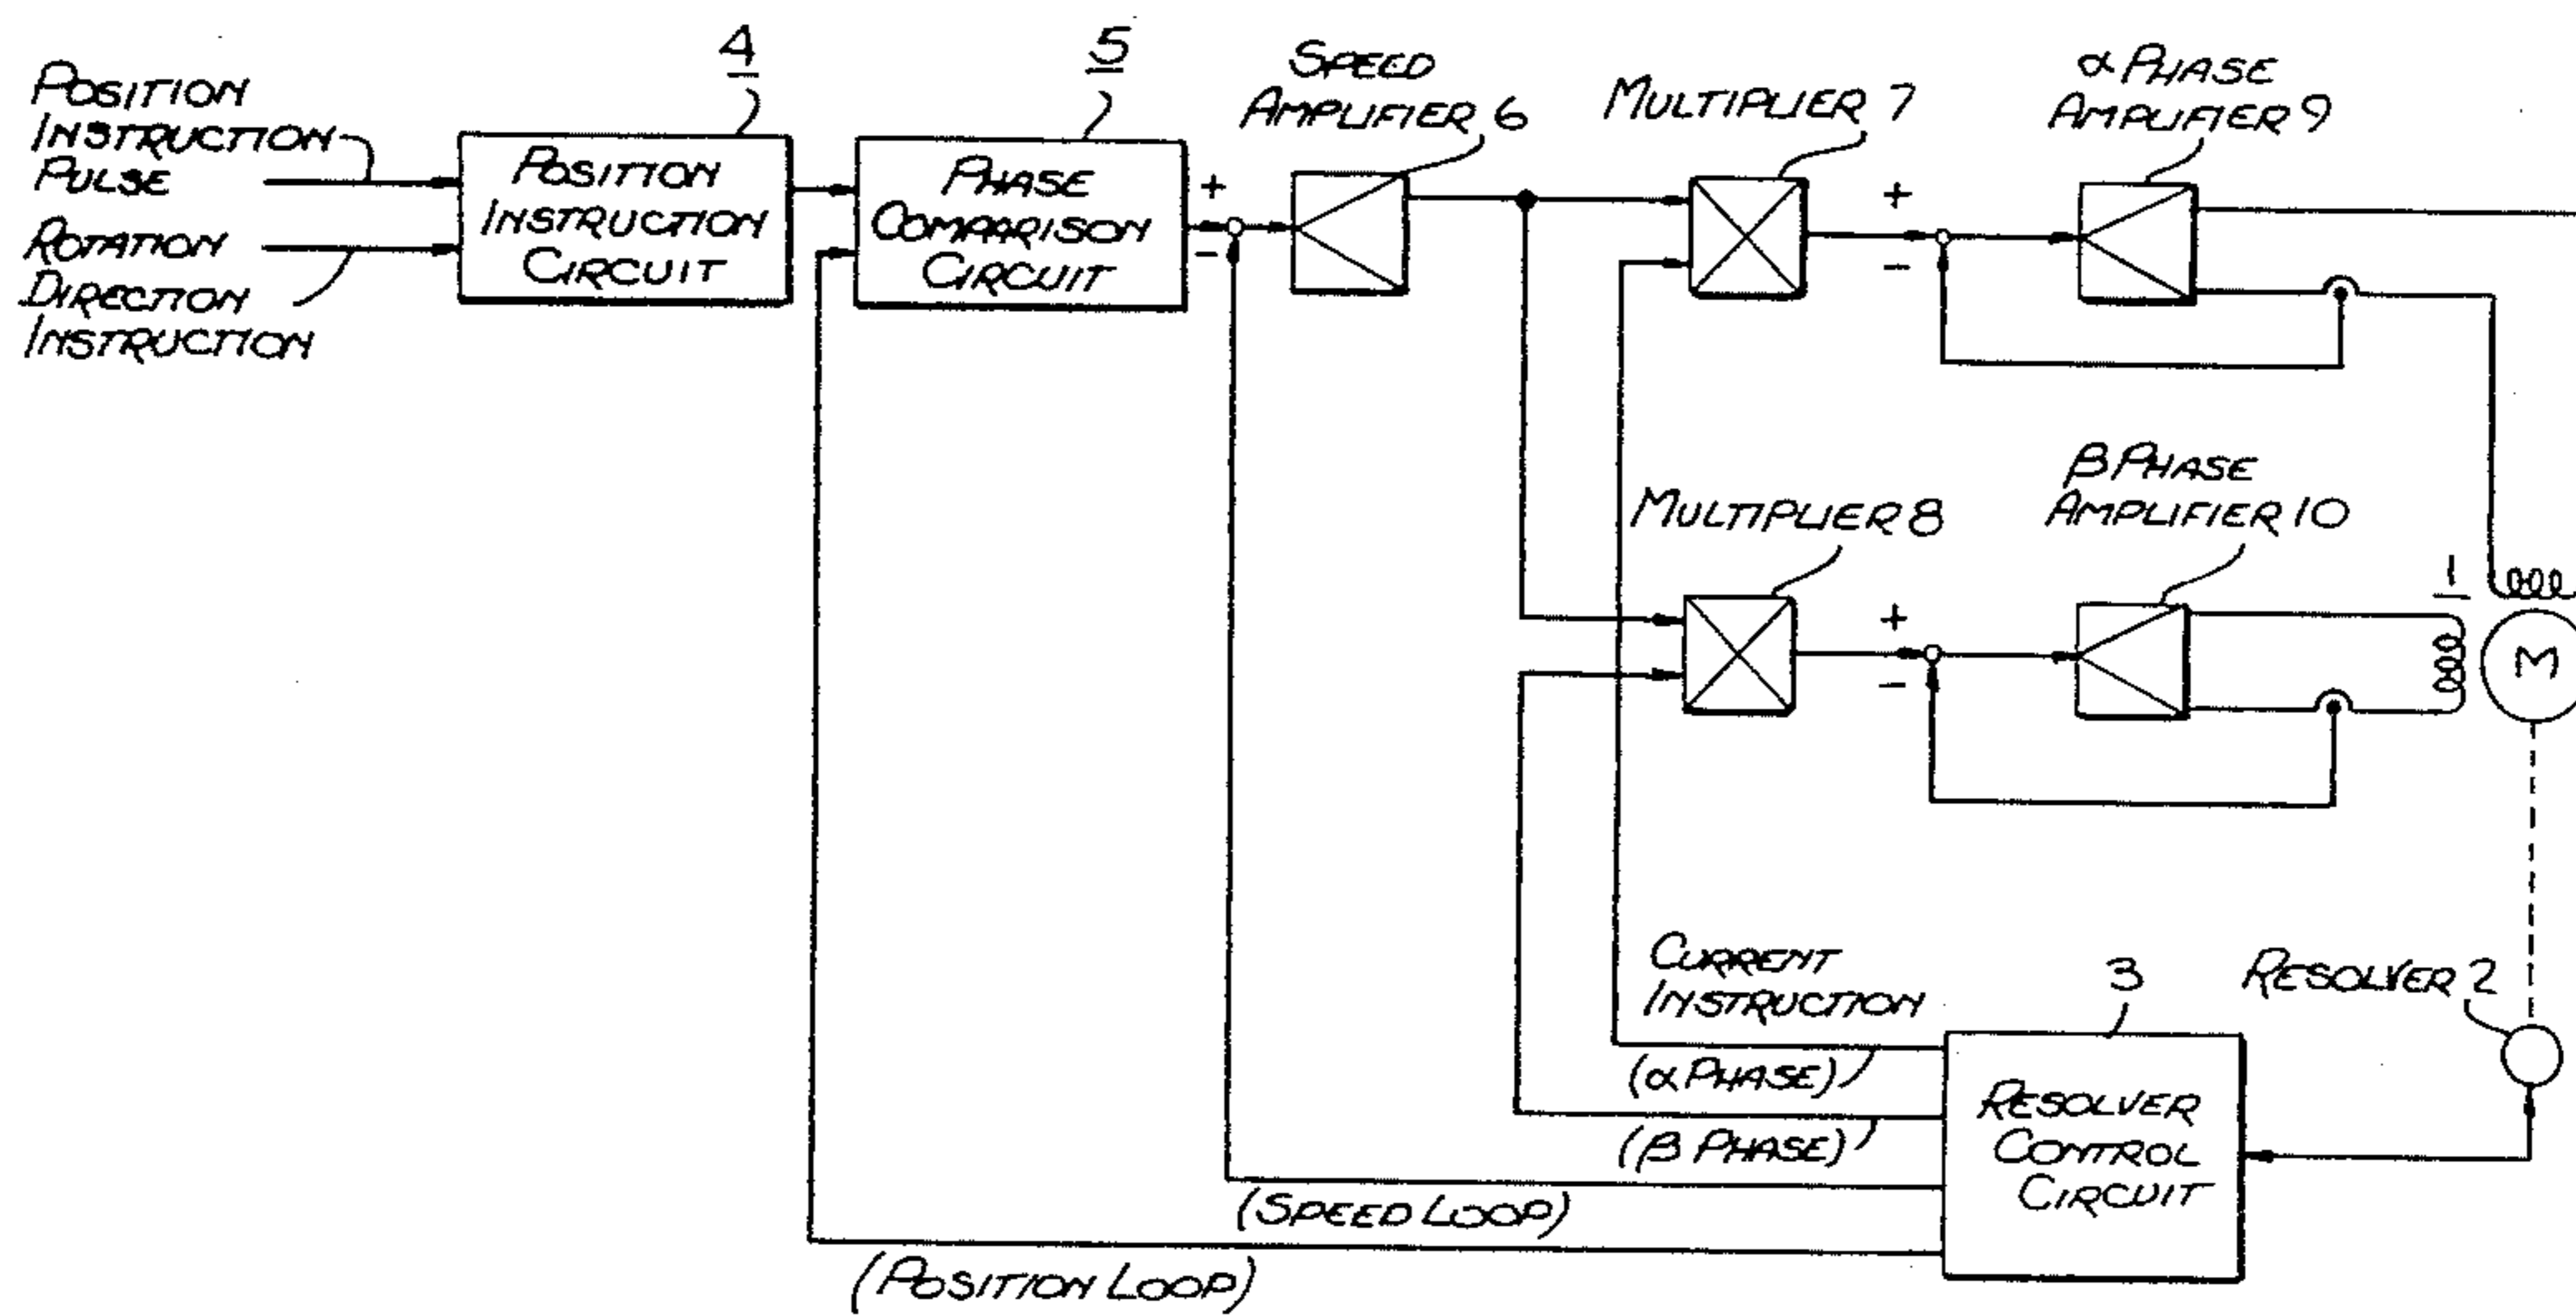 POSITION
INSTRUCTION
PULSE
ROTATION
DIRECTION
INSTRUCTION
4
POSITION
INSTRUCTION
CIRCUIT
5
PHASE
COMPARISON
CIRCUIT
+
-
SPEED
AMPLIFIER 6
MULTIPLIER 7
+
-
α PHASE
AMPLIFIER 9
MULTIPLIER 8
+
-
β PHASE
AMPLIFIER 10
1
M
CURRENT
INSTRUCTION
(α PHASE)
(β PHASE)
(SPEED LOOP)
(POSITION LOOP)
3
RESOLVER
CONTROL
CIRCUIT
RESOLVER 2